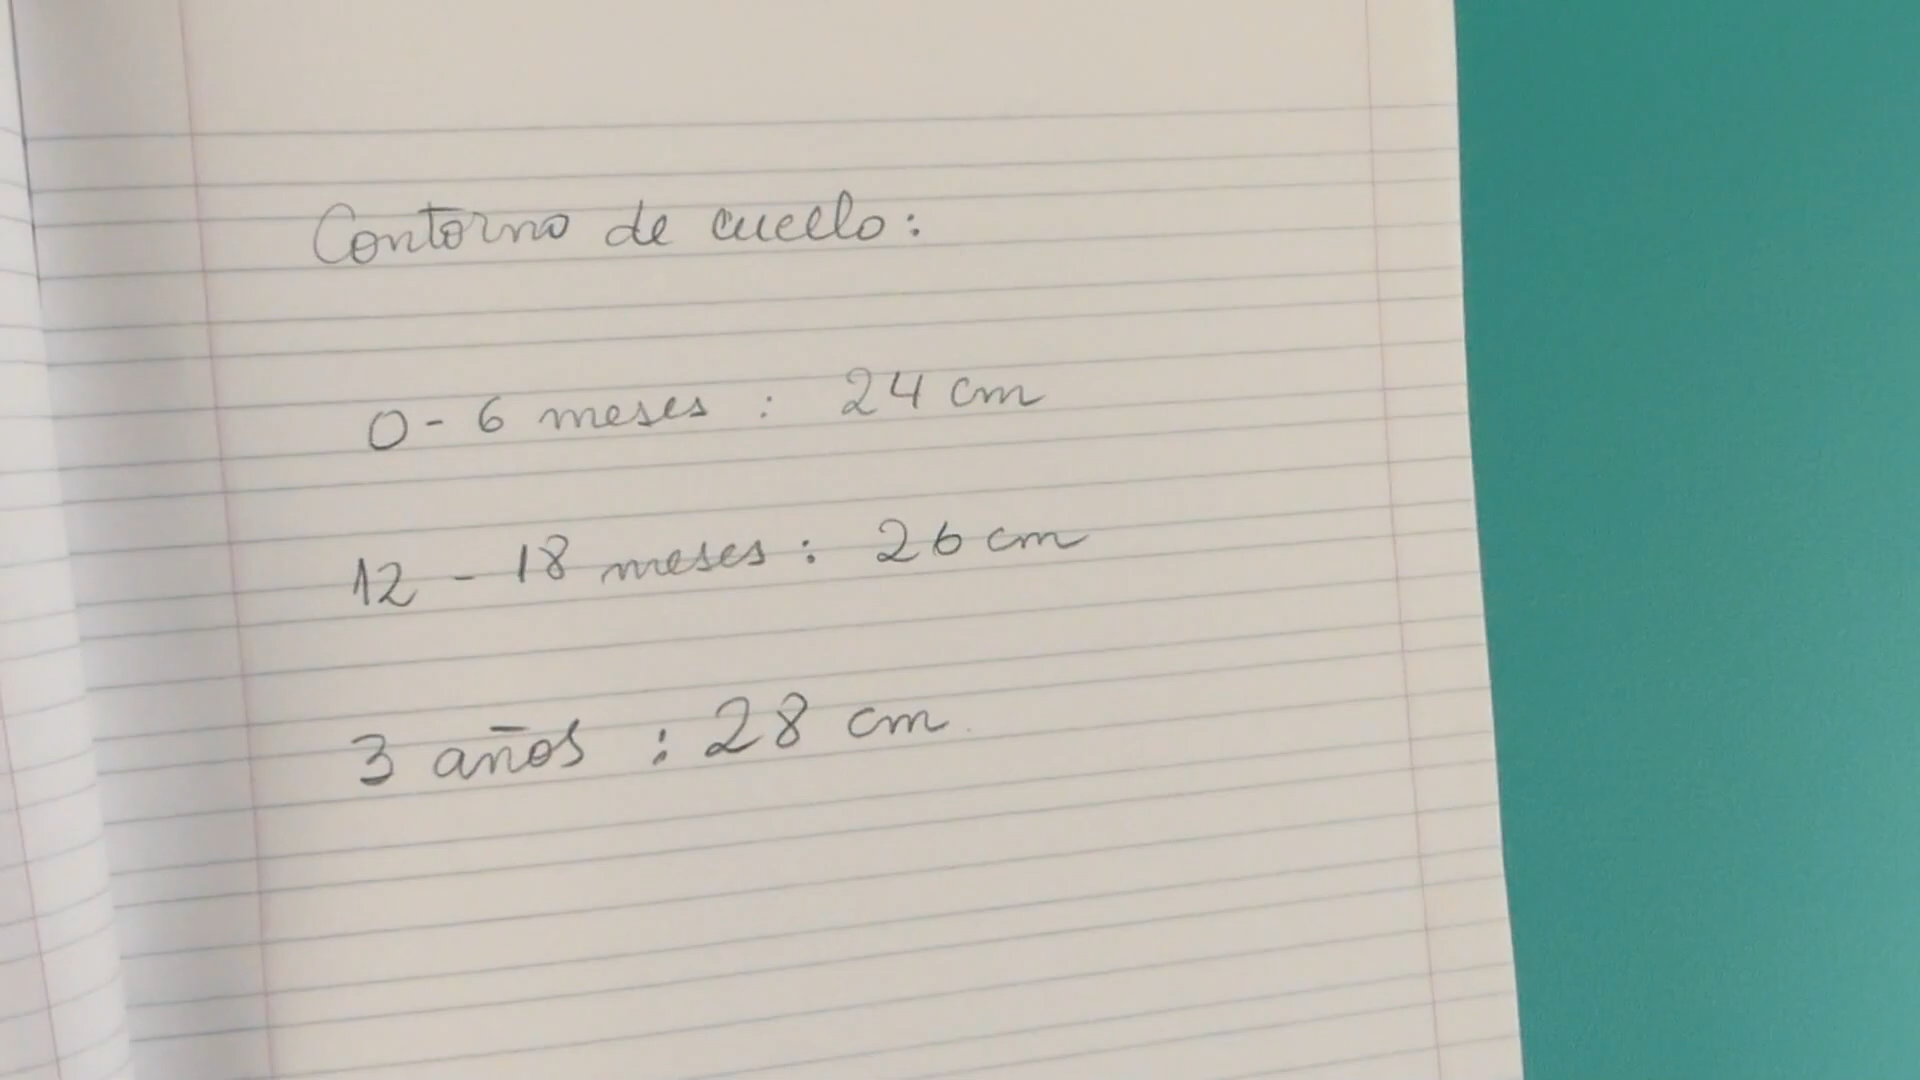 Contorno de cuello:
0-6 meses : 24 cm
12 - 18 meses : 26 cm
3 años : 28 cm